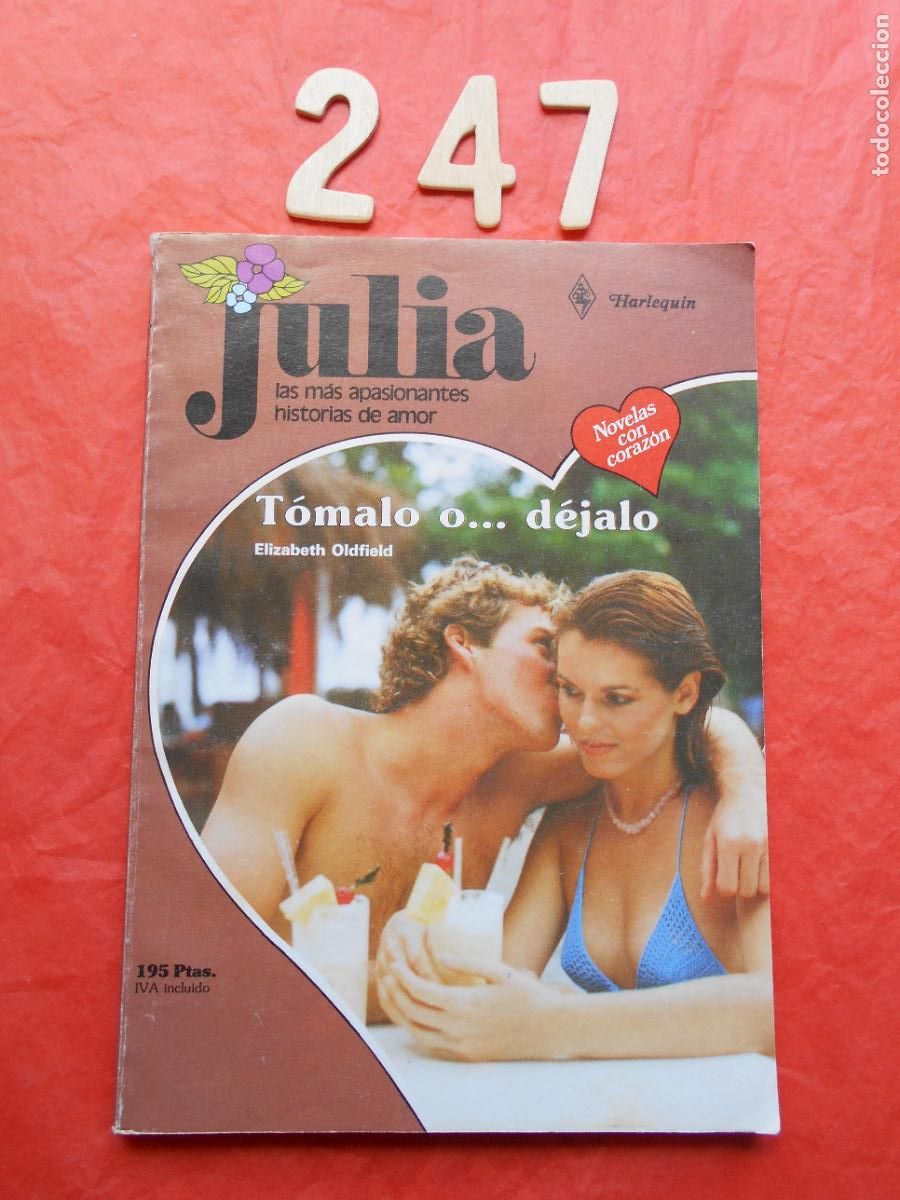 247
todocoleccion
Julia
Harlequin
las más apasionantes
historias de amor
Novelas
con
corazón
Tómalo o... déjalo
Elizabeth Oldfield
195 Ptas.
IVA incluido